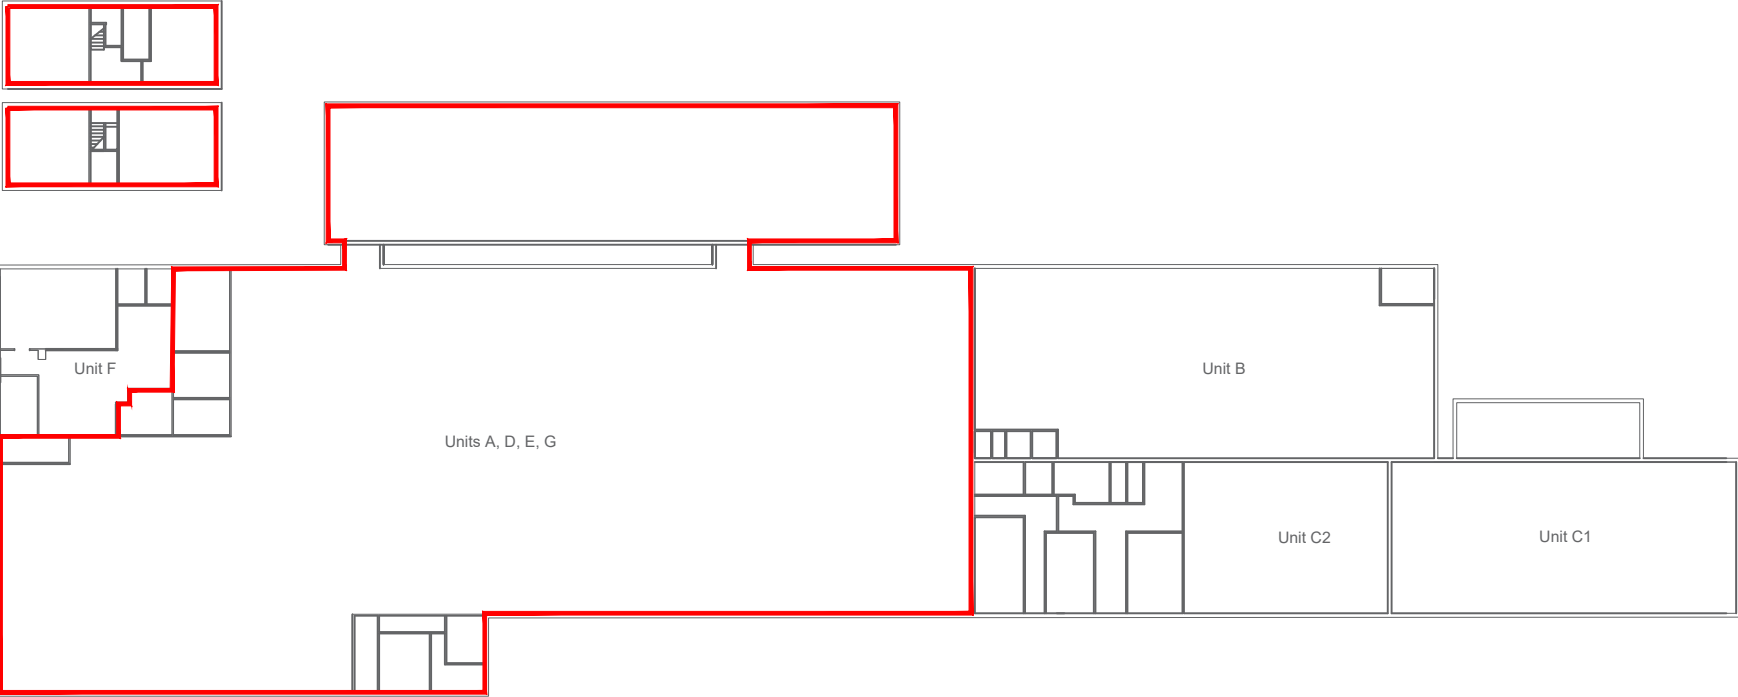 Unit F
Unit B
Units A, D, E, G
Unit C2
Unit C1